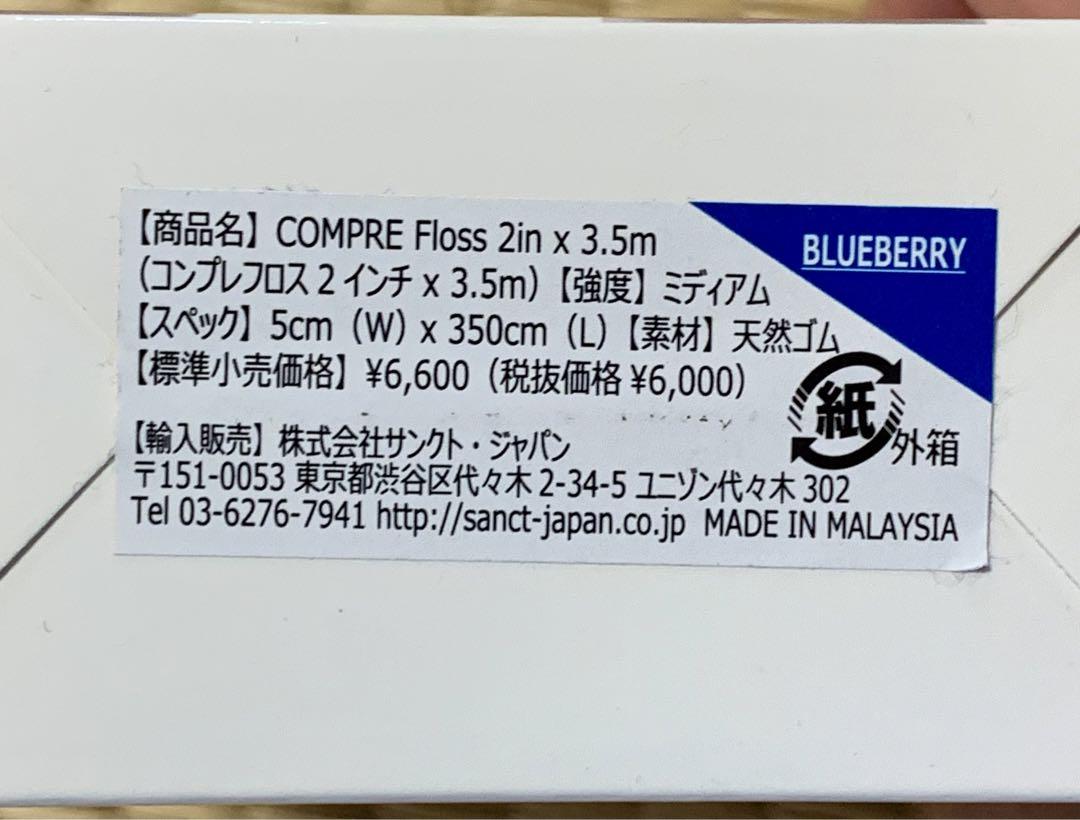 【商品名】COMPRE Floss 2in x 3.5m
BLUEBERRY
（コンプレフロス２インチ x 3.5m）【強度】ミディアム
【スペック】5cm（W）x 350cm（L）【素材】天然ゴム
【標準小売価格】¥6,600（税抜価格 ¥6,000）
紙
外箱
【輸入販売】株式会社サンクト・ジャパン
〒151-0053 東京都渋谷区代々木 2-34-5 ユニゾン代々木 302
Tel 03-6276-7941 http://sanct-japan.co.jp MADE IN MALAYSIA